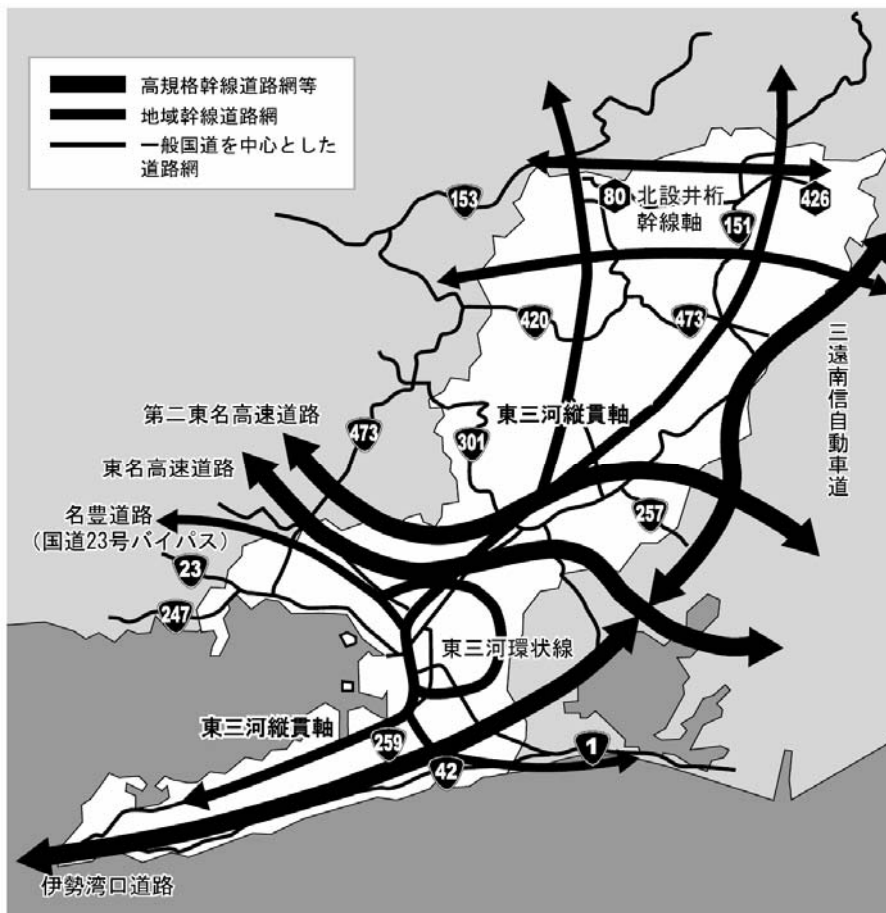 高規格幹線道路網等
地域幹線道路網
一般国道を中心とした
道路網
153
80
北設井桁
幹線軸
426
151
420
473
三遠南信自動車道
第二東名高速道路
473
東三河縦貫軸
301
東名高速道路
名豊道路
(国道23号バイパス)
257
23
247
東三河環状線
東三河縦貫軸
259
1
42
伊勢湾口道路